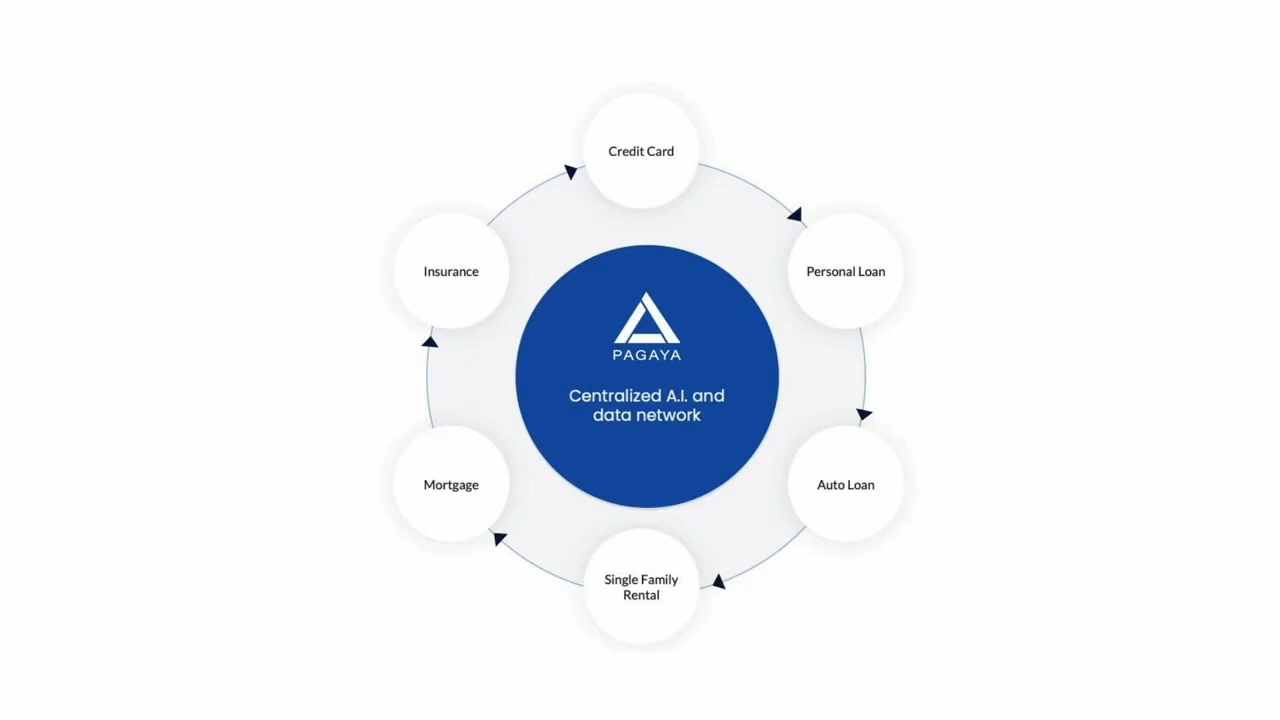 Credit Card
Insurance
Personal Loan
PAGAYA
Centralized A.I. and
data network
Mortgage
Auto Loan
Single Family
Rental